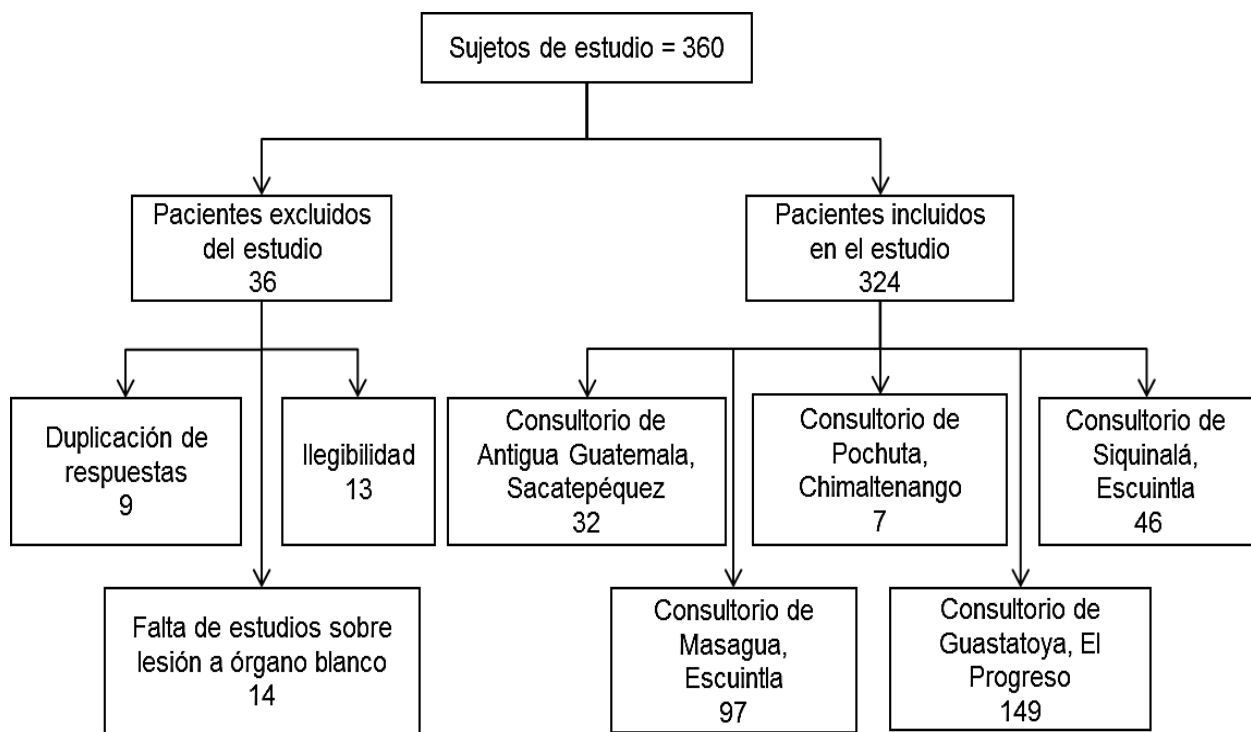 Sujetos de estudio = 360
Pacientes excluidos
del estudio
36
Pacientes incluidos
en el estudio
324
Duplicación de
respuestas
9
Ilegibilidad
13
Consultorio de
Antigua Guatemala,
Sacatepéquez
32
Consultorio de
Pochuta,
Chimaltenango
7
Consultorio de
Siquinalá,
Escuintla
46
Falta de estudios sobre
lesión a órgano blanco
14
Consultorio de
Masagua,
Escuintla
97
Consultorio de
Guastatoya, El
Progreso
149